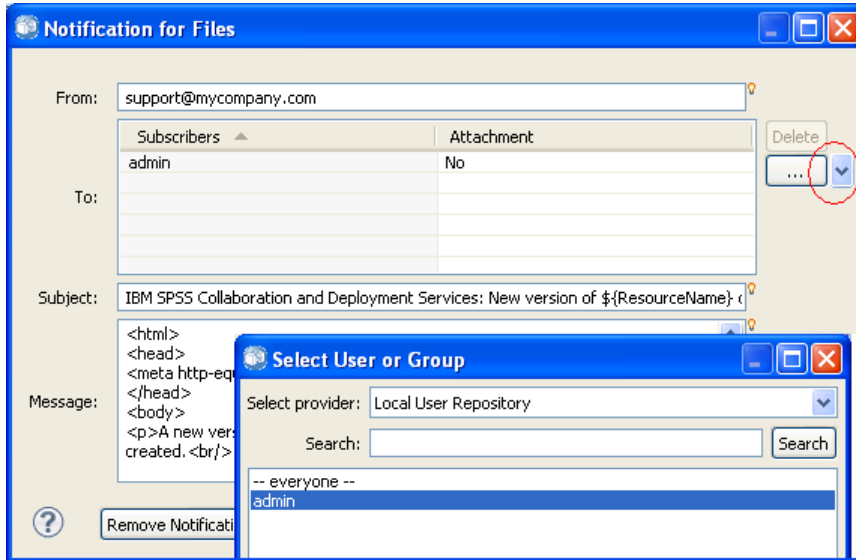 Notification for Files
From: support@mycompany.com
Subscribers Attachment Delete
admin No ...
To:
Subject: IBM SPSS Collaboration and Deployment Services: New version of ${ResourceName}
<html>
<head>
<meta http-equ
</head>
Message:
<body>
<p>A new vers
created.<br/>
Remove Notificati
Select User or Group
Select provider: Local User Repository
Search: Search
-- everyone --
admin